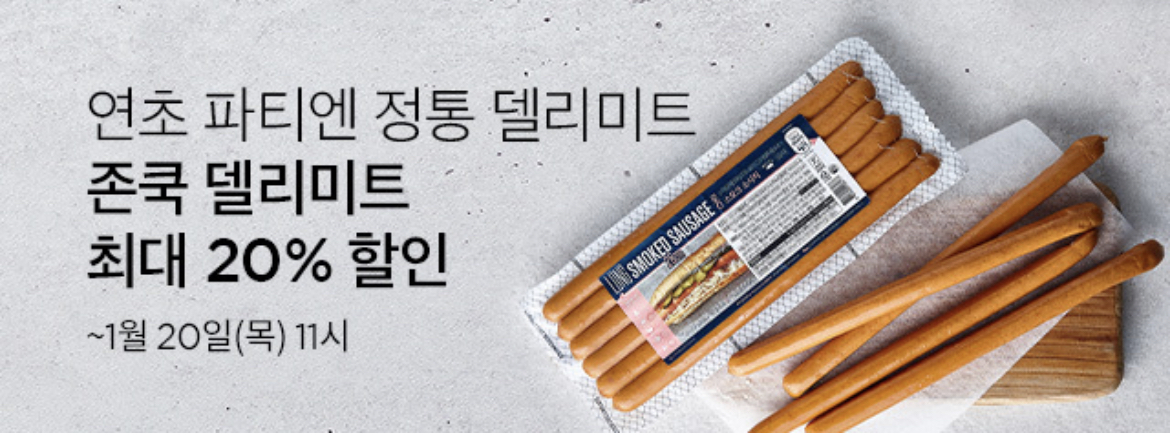 연초 파티엔 정통 델리미트
존쿡 델리미트
최대 20% 할인
~1월 20일(목) 11시
LONG
SMOKED SAUSAGE